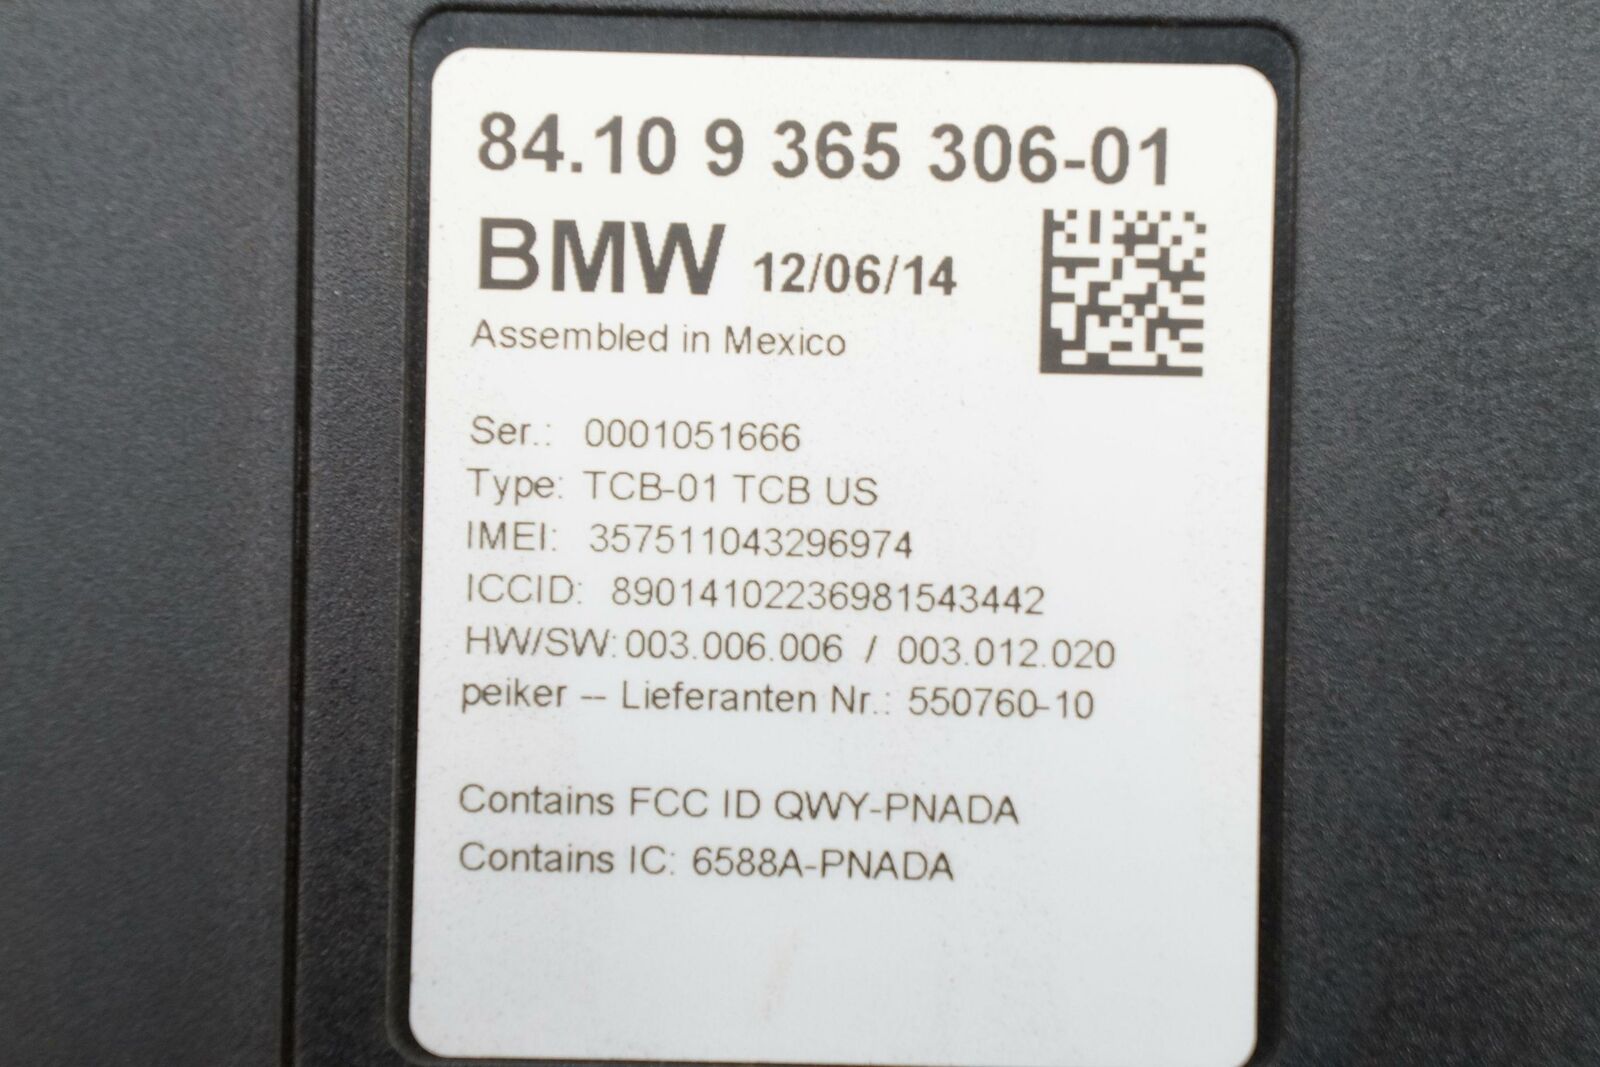 84.10 9 365 306-01
BMW 12/06/14
Assembled in Mexico
Ser.: 0001051666
Type: TCB-01 TCB US
IMEI: 357511043296974
ICCID: 89014102236981543442
HW/SW: 003.006.006 / 003.012.020
peiker -- Lieferanten Nr.: 550760-10
Contains FCC ID QWY-PNADA
Contains IC: 6588A-PNADA